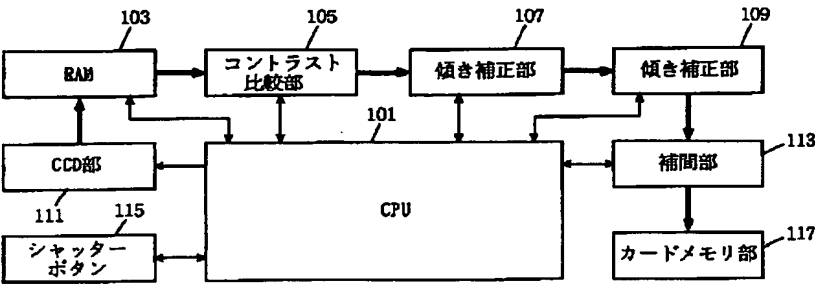 103
105
107
109
RAM
コントラスト
比較部
傾き補正部
傾き補正部
101
CCD部
111
CPU
補間部
113
115
シャッター
ボタン
カードメモリ部
117